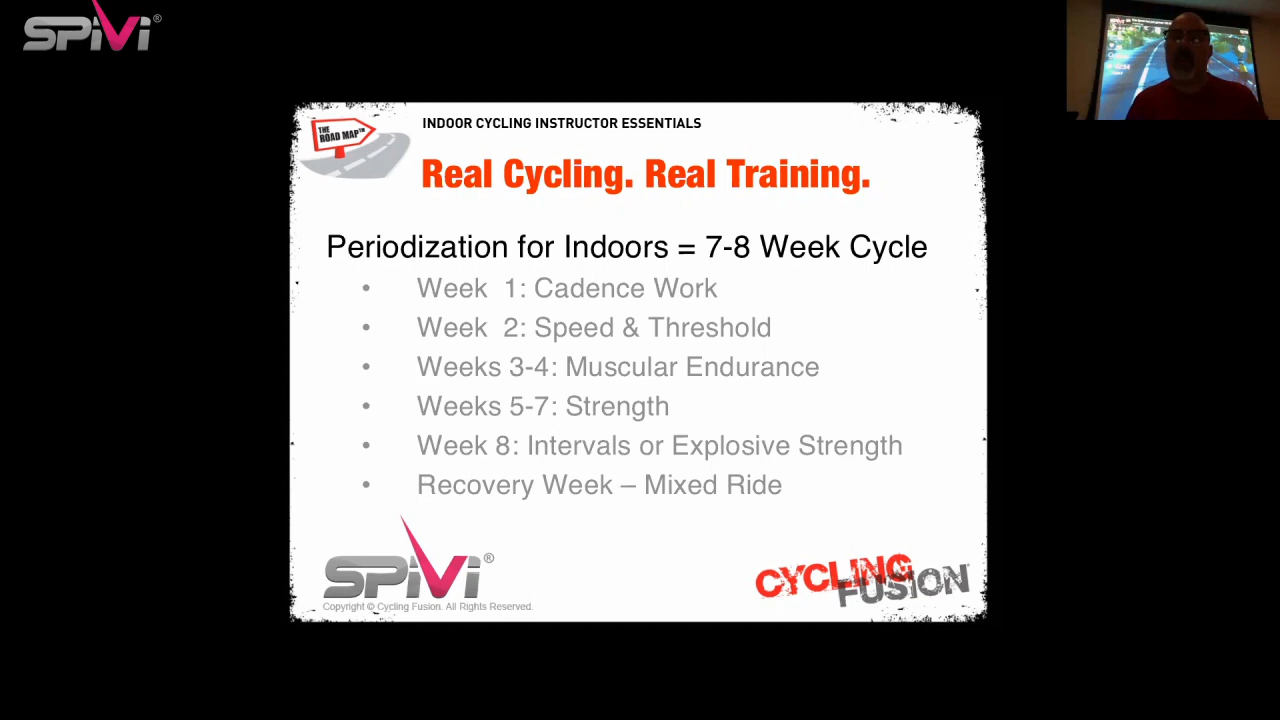 SPiVi®
INDOOR CYCLING INSTRUCTOR ESSENTIALS
THE
ROAD MAP™
Real Cycling. Real Training.
Periodization for Indoors = 7-8 Week Cycle
• Week 1: Cadence Work
• Week 2: Speed & Threshold
• Weeks 3-4: Muscular Endurance
• Weeks 5-7: Strength
• Week 8: Intervals or Explosive Strength
• Recovery Week – Mixed Ride
SPiVi®
Copyright © Cycling Fusion. All Rights Reserved.
CYCLING
FUSION